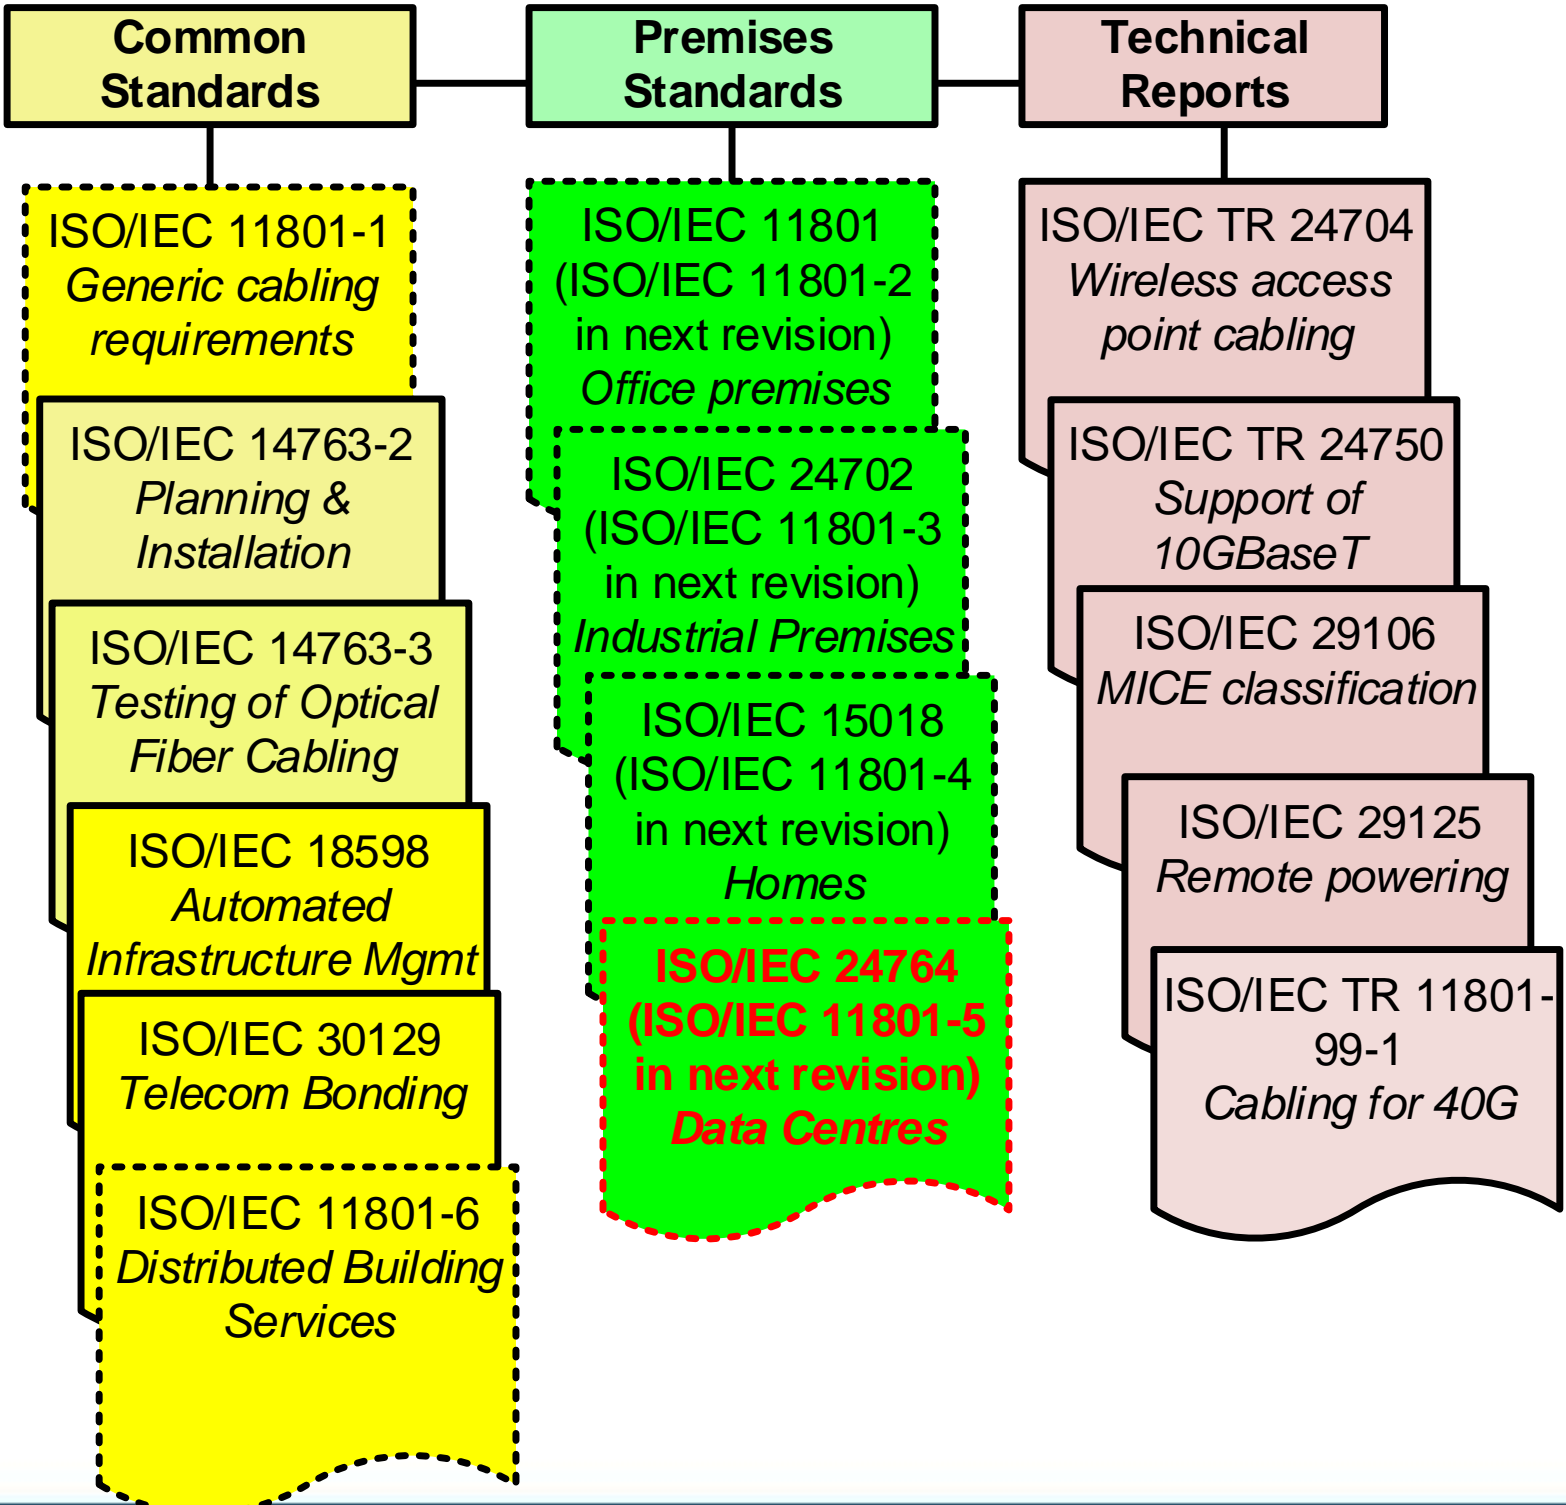 Common
Standards
Premises
Standards
Technical
Reports
ISO/IEC 11801-1
Generic cabling
requirements
ISO/IEC 14763-2
Planning &
Installation
ISO/IEC 14763-3
Testing of Optical
Fiber Cabling
ISO/IEC 18598
Automated
Infrastructure Mgmt
ISO/IEC 30129
Telecom Bonding
ISO/IEC 11801-6
Distributed Building
Services
ISO/IEC 11801
(ISO/IEC 11801-2
in next revision)
Office premises
ISO/IEC 24702
(ISO/IEC 11801-3
in next revision)
Industrial Premises
ISO/IEC 15018
(ISO/IEC 11801-4
in next revision)
Homes
ISO/IEC 24764
(ISO/IEC 11801-5
in next revision)
Data Centres
ISO/IEC TR 24704
Wireless access
point cabling
ISO/IEC TR 24750
Support of
10GBaseT
ISO/IEC 29106
MICE classification
ISO/IEC 29125
Remote powering
ISO/IEC TR 11801-
99-1
Cabling for 40G